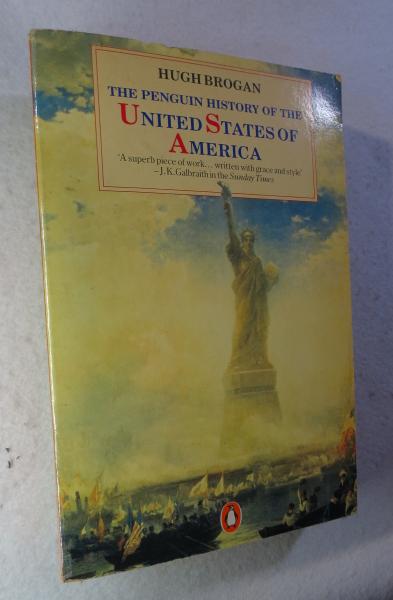 HUGH BROGAN
THE PENGUIN HISTORY OF THE
UNITED STATES OF
AMERICA
'A superb piece of work... written with grace and style'
– J.K.Galbraith in the Sunday Times